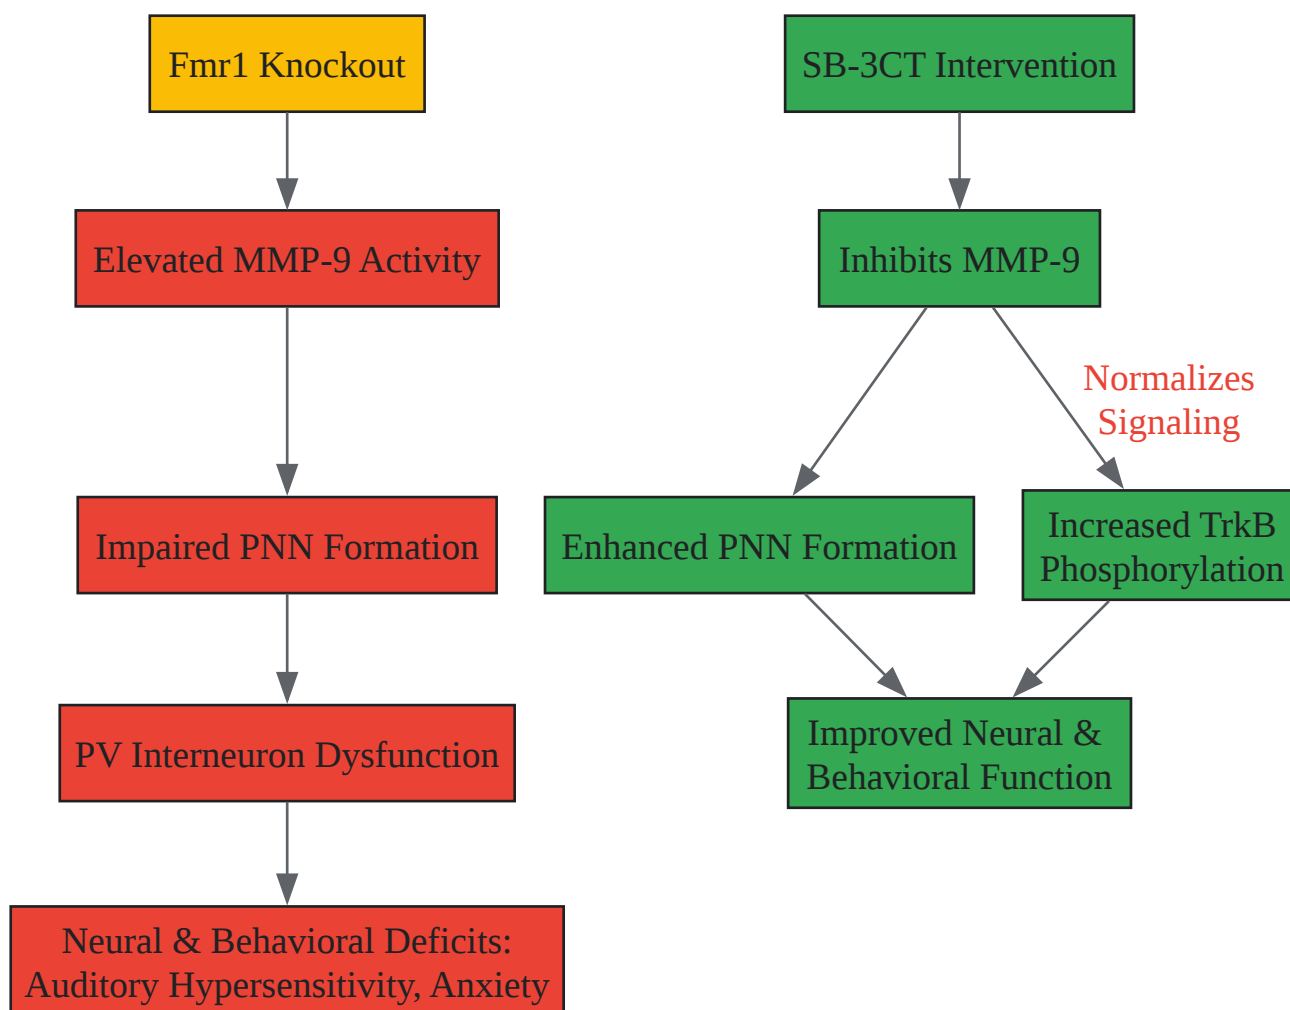 Fmr1 Knockout
SB-3CT Intervention
Elevated MMP-9 Activity
Inhibits MMP-9
Normalizes
Signaling
Impaired PNN Formation
Enhanced PNN Formation
Increased TrkB
Phosphorylation
PV Interneuron Dysfunction
Improved Neural &
Behavioral Function
Neural & Behavioral Deficits:
Auditory Hypersensitivity, Anxiety